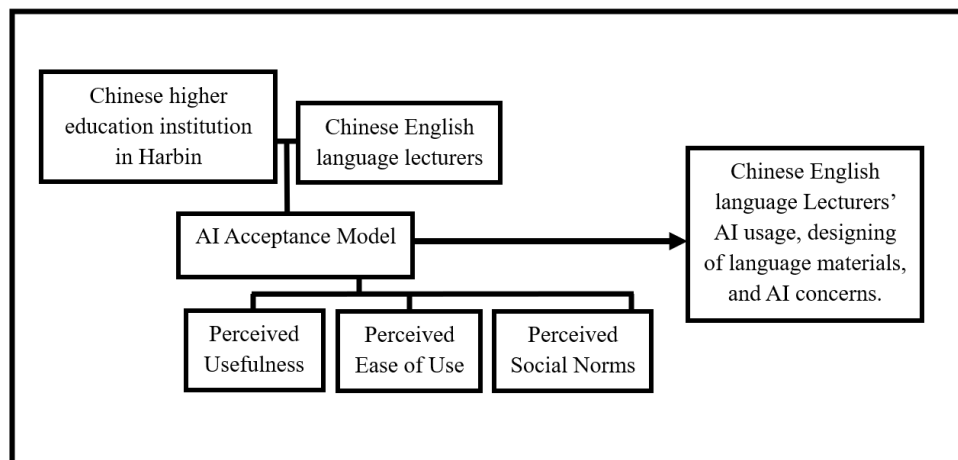 Chinese higher
education institution
in Harbin
Chinese English
language lecturers
AI Acceptance Model
Chinese English
language Lecturers’
AI usage, designing
of language materials,
and AI concerns.
Perceived
Usefulness
Perceived
Ease of Use
Perceived
Social Norms